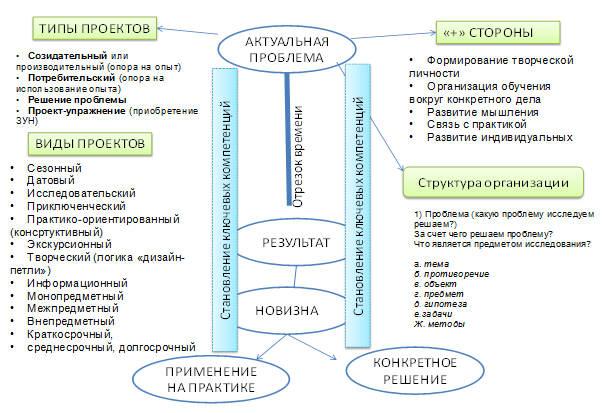 ТИПЫ ПРОЕКТОВ
• Созидательный или
производительный (опора на опыт)
• Потребительский (опора на
использование опыта)
• Решение проблемы
• Проект-упражнение (приобретение
ЗУН)
ВИДЫ ПРОЕКТОВ
• Сезонный
• Датовый
• Исследовательский
• Приключенческий
• Практико-ориентированный
(консртуктивный)
• Экскурсионный
• Творческий (логика «дизайн-
петли»)
• Информационный
• Монопредметный
• Межпредметный
• Внепредметный
• Краткосрочный,
• среднесрочный, долгосрочный
АКТУАЛЬНАЯ
ПРОБЛЕМА
Становление ключевых компетенций
Отрезок времени
Становление ключевых компетенций
РЕЗУЛЬТАТ
НОВИЗНА
ПРИМЕНЕНИЕ
НА ПРАКТИКЕ
КОНКРЕТНОЕ
РЕШЕНИЕ
«+» СТОРОНЫ
• Формирование творческой
личности
• Организация обучения
вокруг конкретного дела
• Развитие мышления
• Связь с практикой
• Развитие индивидуальных
Структура организации
1) Проблема (какую проблему исследуем
решаем?)
За счет чего решаем проблему?
Что является предметом исследования?
а. тема
б. противоречие
в. объект
г. предмет
д. гипотеза
е.задачи
Ж. методы